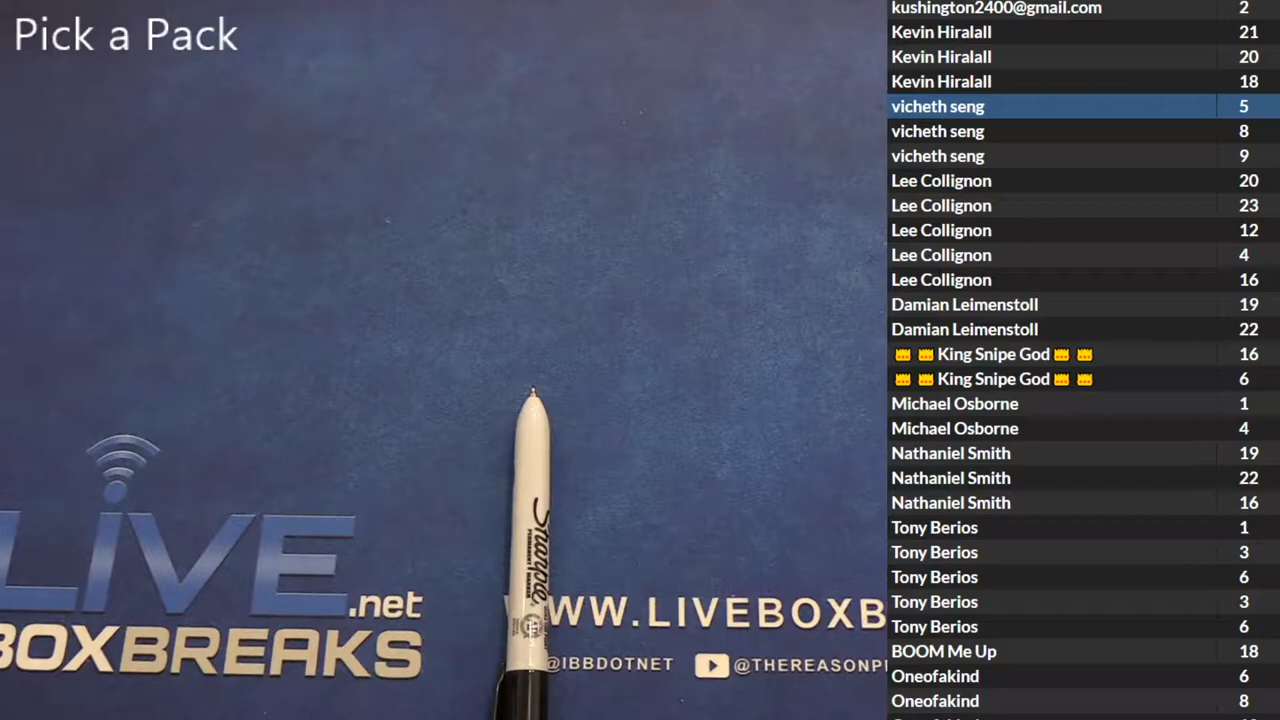 Pick a Pack
kushington2400@gmail.com 2
Kevin Hiralall 21
Kevin Hiralall 20
Kevin Hiralall 18
vicheth seng 5
vicheth seng 8
vicheth seng 9
Lee Collignon 20
Lee Collignon 23
Lee Collignon 12
Lee Collignon 4
Lee Collignon 16
Damian Leimenstoll 19
Damian Leimenstoll 22
King Snipe God 16
King Snipe God 6
Michael Osborne 1
Michael Osborne 4
Nathaniel Smith 19
Nathaniel Smith 22
Nathaniel Smith 16
Tony Berios 1
Tony Berios 3
Tony Berios 6
Tony Berios 3
Tony Berios 6
BOOM Me Up 18
Oneofakind 6
Oneofakind 8
LIVE.net
BOXBREAKS
Sharpie
PERMANENT MARKER
WWW.LIVEBOXB
@IBBDOTNET
@THEREASONP